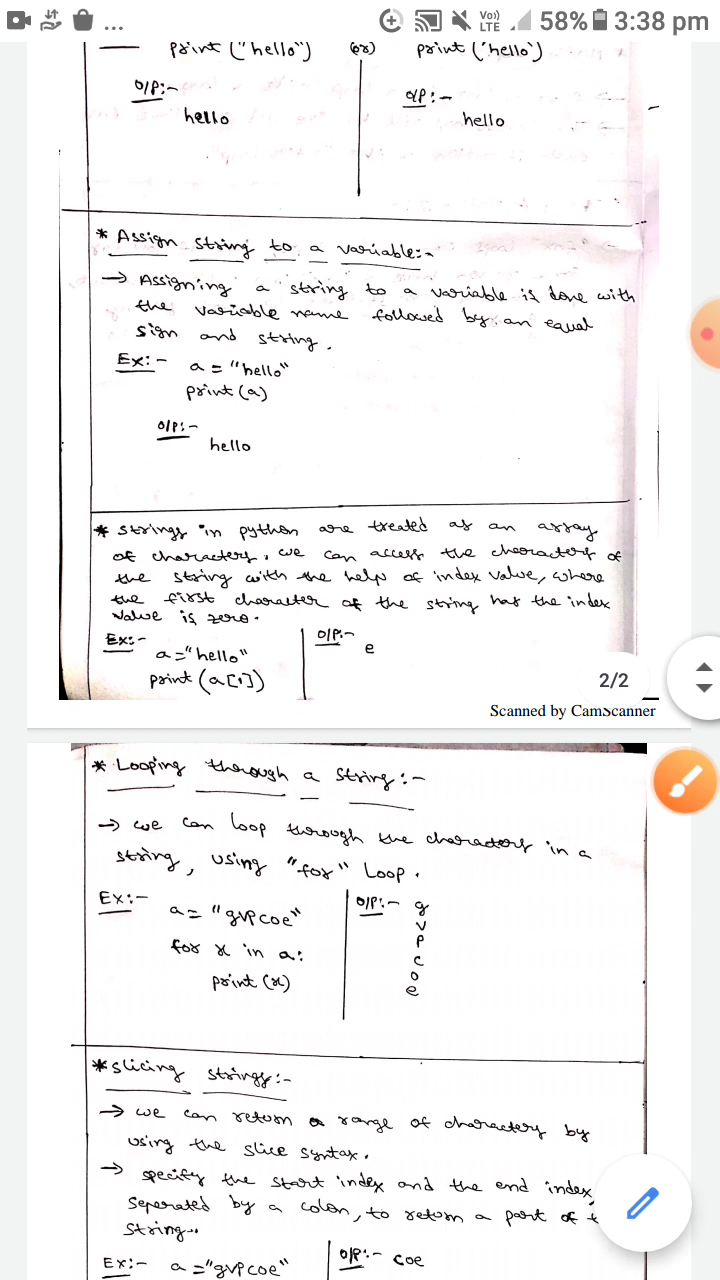 ... Vo)) LTE 58% 3:38 pm
print ("hello") (or) print ('hello')
O/P:- O/P:-
hello hello
* Assign string to a variable:-
→ Assigning a string to a variable is done with
the variable name followed by an equal
sign and string.
Ex:- a = "hello"
print(a)
O/P:-
hello
* strings in python are treated as an array
of characters, we can access the characters of
the string with the help of index value, where
the first character of the string has the index
value is zero.
Ex:- O/P:- e
a="hello"
print (a[1])
2/2
Scanned by CamScanner
* Looping through a string:-
→ we can loop through the characters in a
string, using "for" Loop.
Ex:- a= "gvpcoe" O/P:- g
v
for x in a: p
c
print (x) o
e
* slicing strings:-
→ we can return a range of characters by
using the slice syntax.
→ specify the start index and the end index,
seperated by a colon, to return a part of t
string..
Ex:- a ="gvpcoe" O/P:- coe